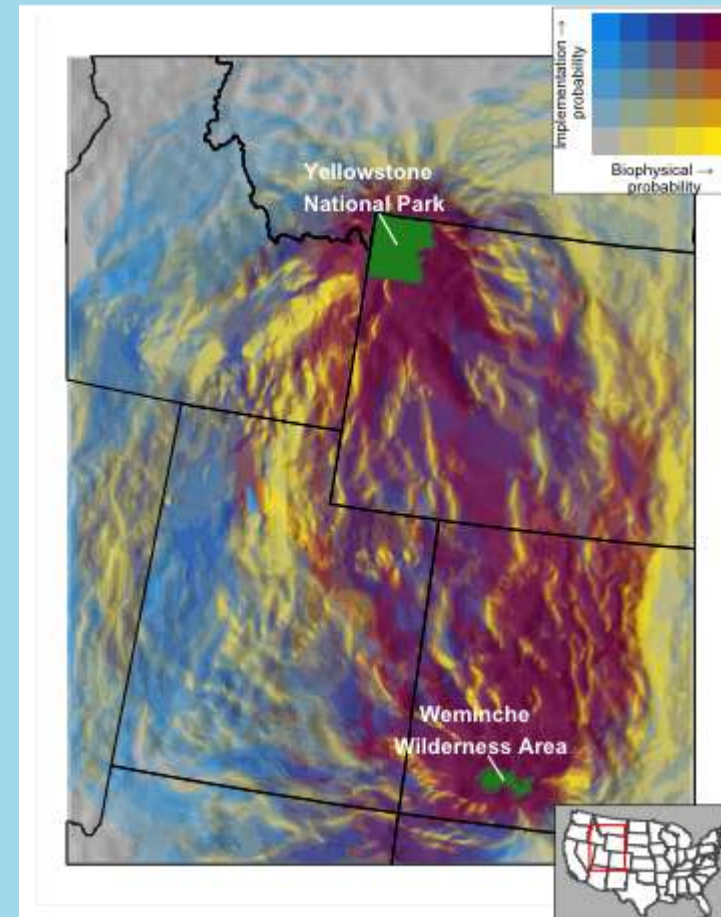 Implementation →
probability
Biophysical →
probability
Yellowstone
National Park
Weminche
Wilderness Area